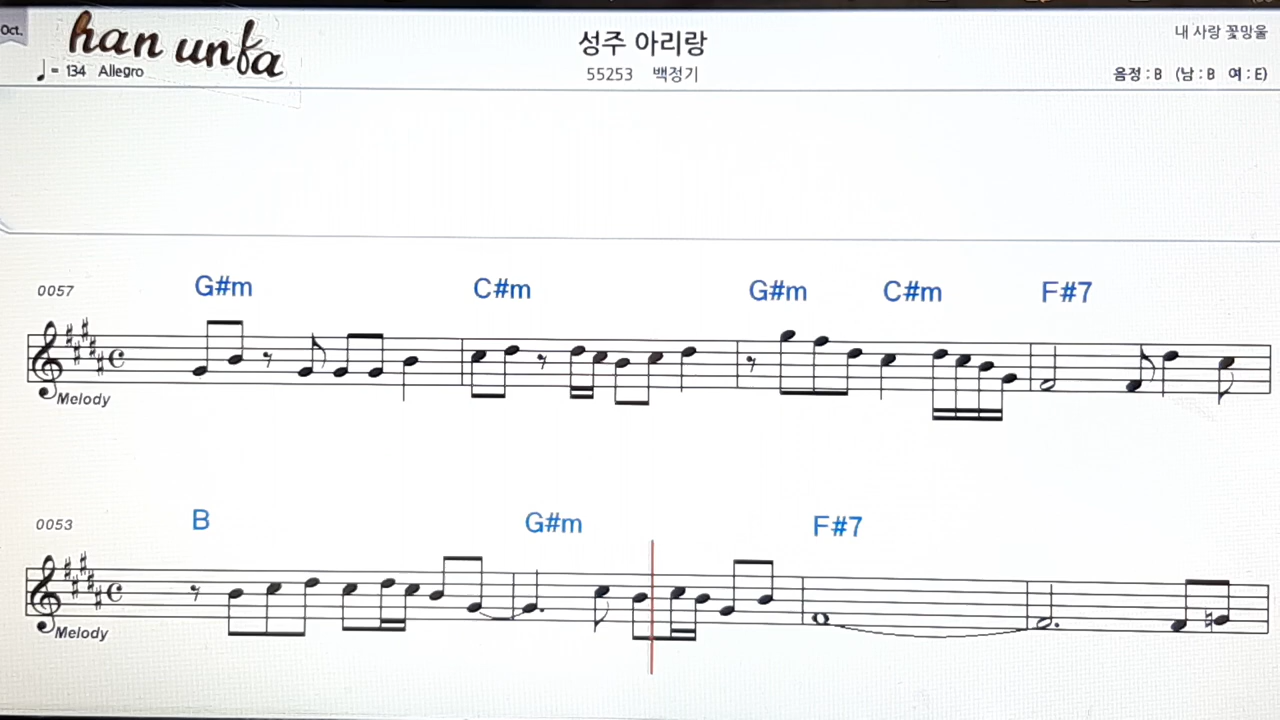 Oct.
han unfa
♩= 134 Allegro
성주 아리랑
55253 백정기
내 사랑 꽃망울
음정 : B (남 : B 여 : E)
0057
G#m C#m G#m C#m F#7
Melody
0053
B G#m F#7
Melody